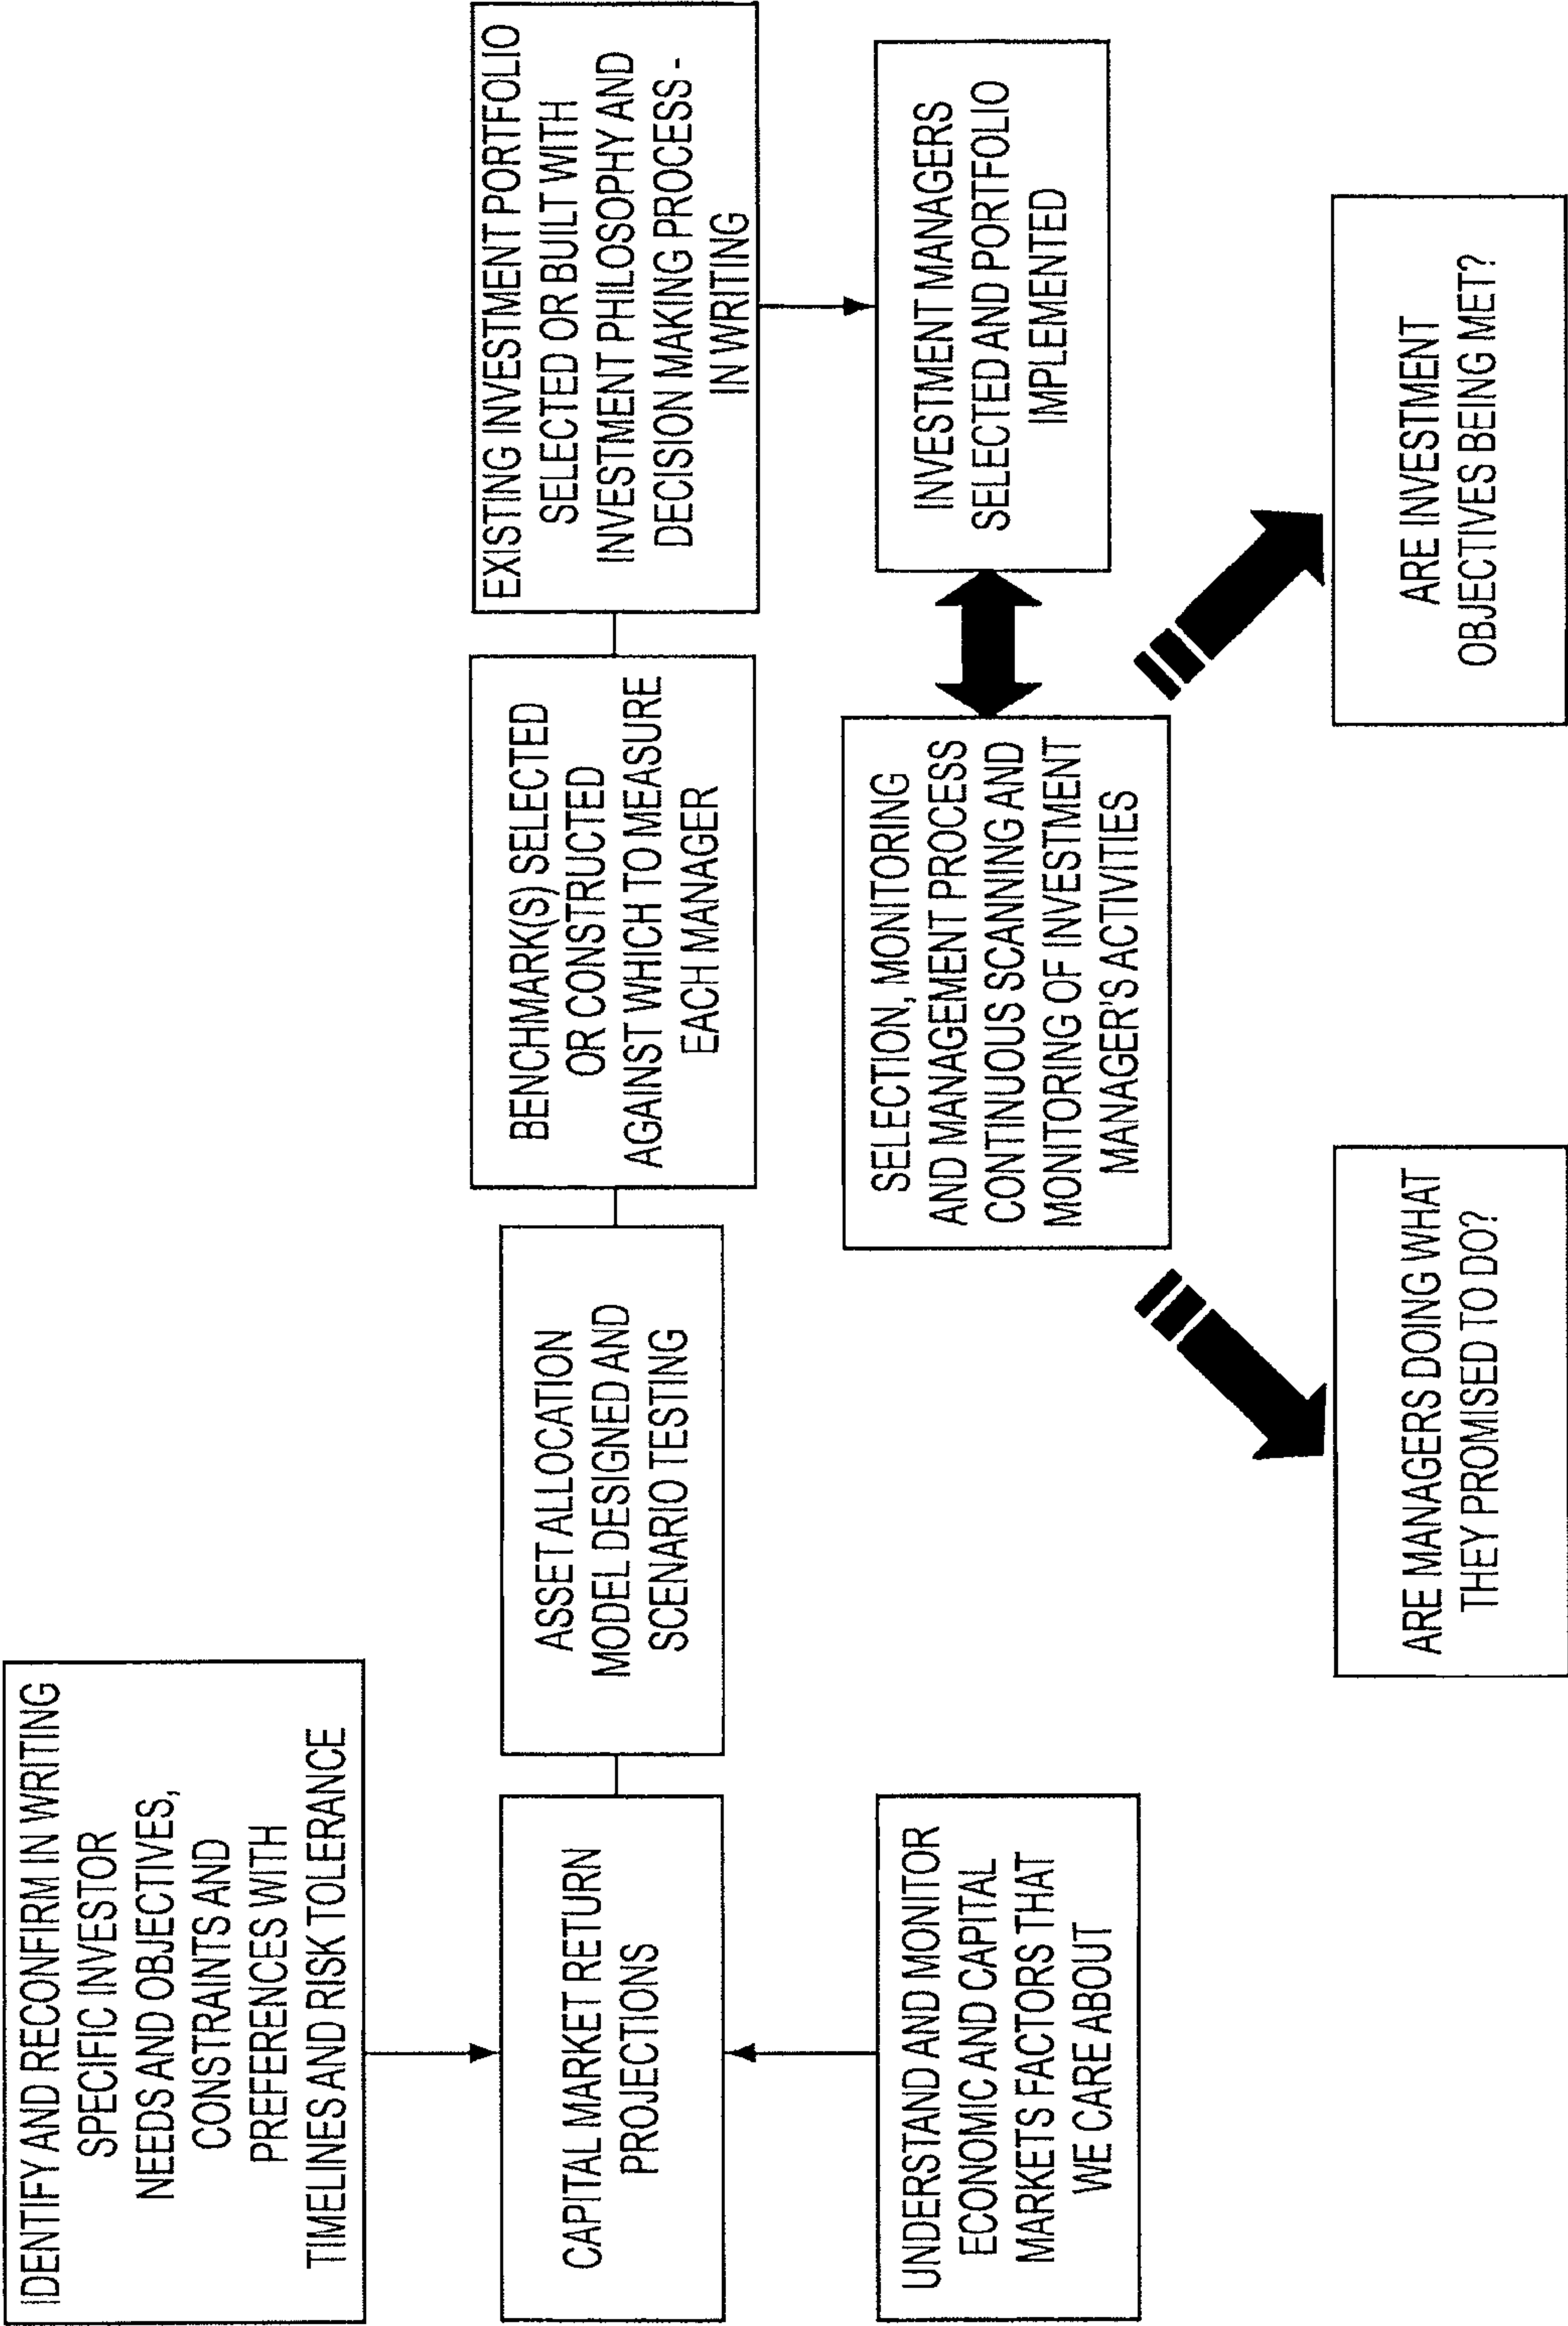 IDENTIFY AND RECONFIRM IN WRITING
SPECIFIC INVESTOR
NEEDS AND OBJECTIVES,
CONSTRAINTS AND
PREFERENCES WITH
TIMELINES AND RISK TOLERANCE
CAPITAL MARKET RETURN
PROJECTIONS
UNDERSTAND AND MONITOR
ECONOMIC AND CAPITAL
MARKETS FACTORS THAT
WE CARE ABOUT
ASSET ALLOCATION
MODEL DESIGNED AND
SCENARIO TESTING
BENCHMARK(S) SELECTED
OR CONSTRUCTED
AGAINST WHICH TO MEASURE
EACH MANAGER
EXISTING INVESTMENT PORTFOLIO
SELECTED OR BUILT WITH
INVESTMENT PHILOSOPHY AND
DECISION MAKING PROCESS -
IN WRITING
SELECTION, MONITORING
AND MANAGEMENT PROCESS
CONTINUOUS SCANNING AND
MONITORING OF INVESTMENT
MANAGER'S ACTIVITIES
INVESTMENT MANAGERS
SELECTED AND PORTFOLIO
IMPLEMENTED
ARE MANAGERS DOING WHAT
THEY PROMISED TO DO?
ARE INVESTMENT
OBJECTIVES BEING MET?